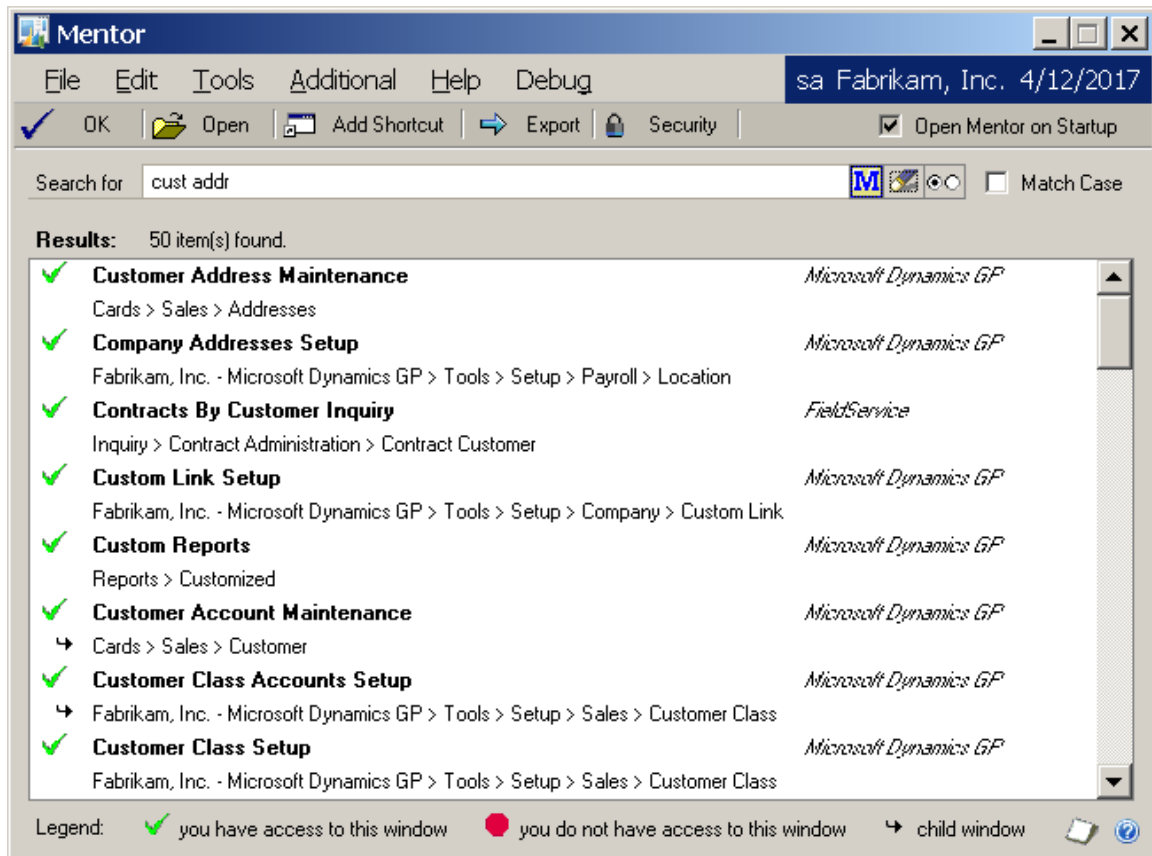 Mentor
File Edit Tools Additional Help Debug sa Fabrikam, Inc. 4/12/2017
OK Open Add Shortcut Export Security Open Mentor on Startup
Search for cust addr M Match Case
Results: 50 item(s) found.
Customer Address Maintenance Microsoft Dynamics GP
Cards > Sales > Addresses
Company Addresses Setup Microsoft Dynamics GP
Fabrikam, Inc. - Microsoft Dynamics GP > Tools > Setup > Payroll > Location
Contracts By Customer Inquiry FieldService
Inquiry > Contract Administration > Contract Customer
Custom Link Setup Microsoft Dynamics GP
Fabrikam, Inc. - Microsoft Dynamics GP > Tools > Setup > Company > Custom Link
Custom Reports Microsoft Dynamics GP
Reports > Customized
Customer Account Maintenance Microsoft Dynamics GP
Cards > Sales > Customer
Customer Class Accounts Setup Microsoft Dynamics GP
Fabrikam, Inc. - Microsoft Dynamics GP > Tools > Setup > Sales > Customer Class
Customer Class Setup Microsoft Dynamics GP
Fabrikam, Inc. - Microsoft Dynamics GP > Tools > Setup > Sales > Customer Class
Legend: you have access to this window you do not have access to this window child window